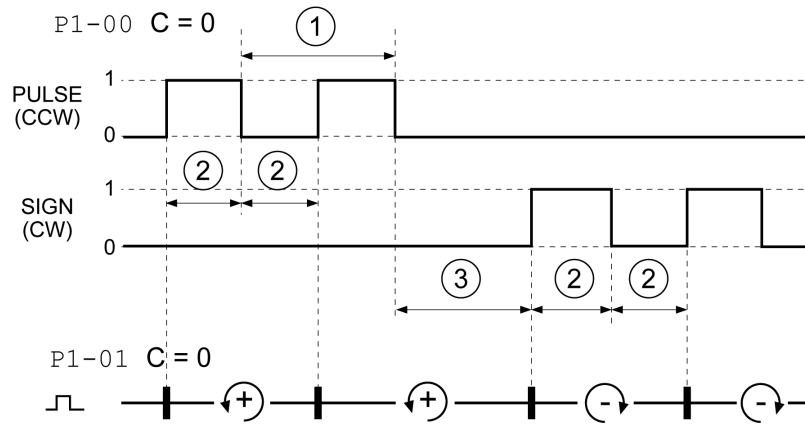 P1-00 C = 0
1
PULSE
(CCW)
1
0
2 2
SIGN
(CW)
1
0
3 2 2
P1-01 C = 0
+ + - -